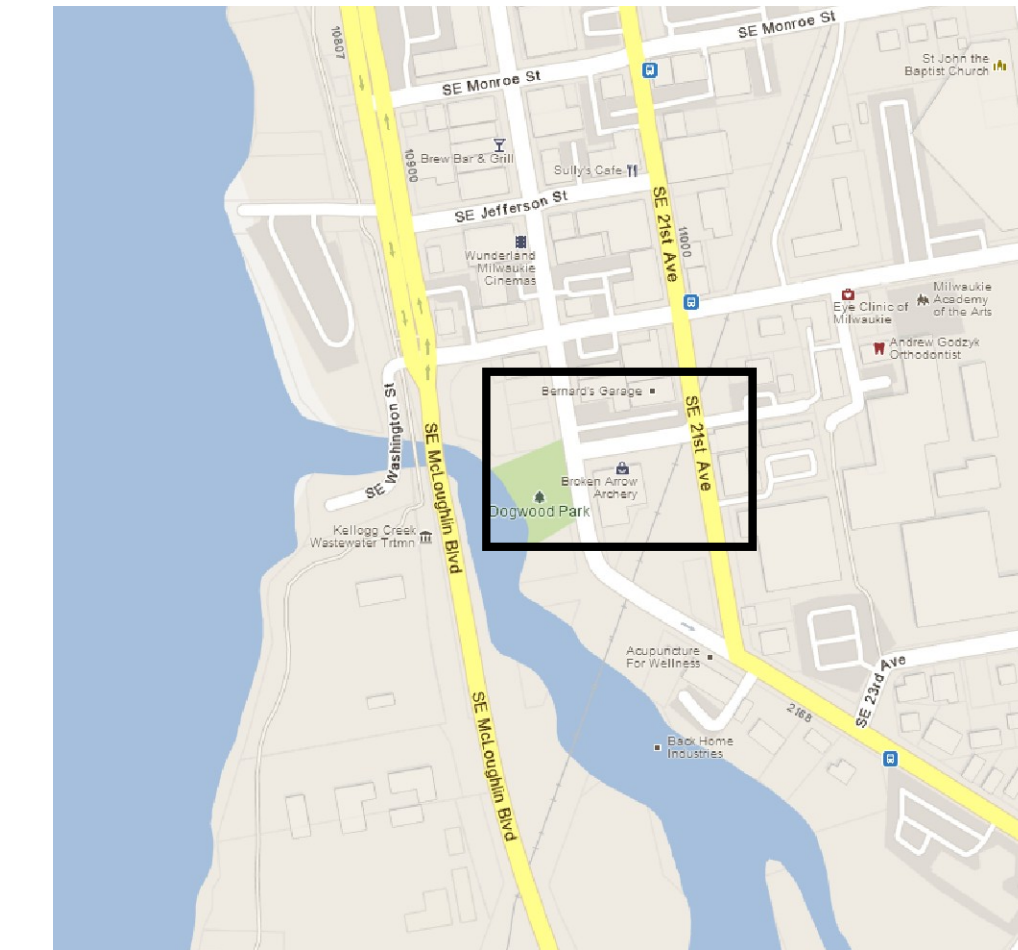 SE Monroe St
10807
St John the
Baptist Church
SE Monroe St
10900
Brew Bar & Grill
Sully's Cafe
SE Jefferson St
SE 21st Ave
11000
Wunderland
Milwaukie
Cinemas
Milwaukie
Academy
of the Arts
Eye Clinic of
Milwaukie
Andrew Godzyk
Orthodontist
SE Washington St
Bernard's Garage
SE 21st Ave
SE McLoughlin Blvd
Broken Arrow
Archery
Dogwood Park
Kellogg Creek
Wastewater Trtmn
Acupuncture
For Wellness
SE 23rd Ave
2168
SE McLoughlin Blvd
Back Home
Industries